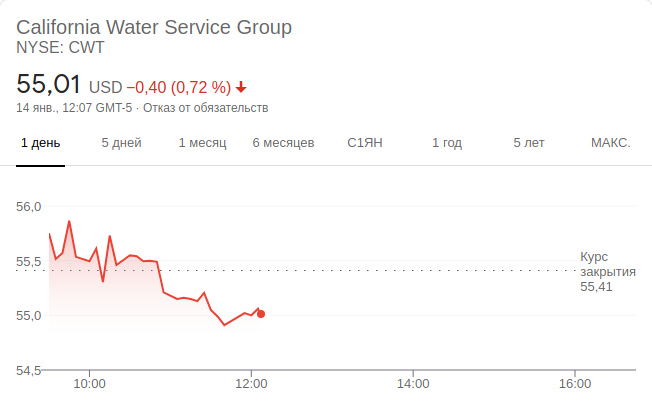 California Water Service Group
NYSE: CWT
55,01 USD −0,40 (0,72 %)
14 янв., 12:07 GMT-5 · Отказ от обязательств
1 день 5 дней 1 месяц 6 месяцев С1ЯН 1 год 5 лет МАКС.
56,0
55,5
55,0
54,5
Курс
закрытия
55,41
10:00 12:00 14:00 16:00